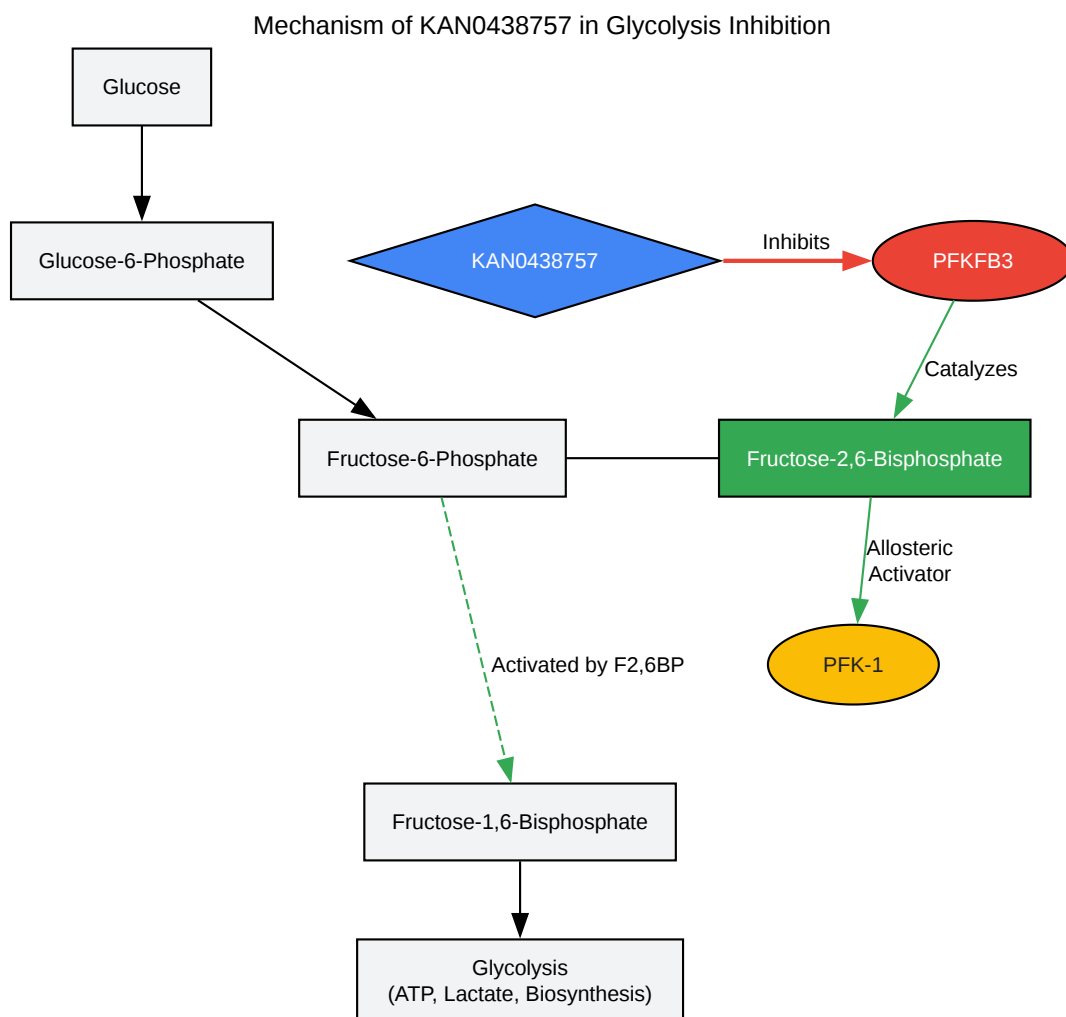 Mechanism of KAN0438757 in Glycolysis Inhibition
Glucose
Glucose-6-Phosphate
KAN0438757
Inhibits
PFKFB3
Catalyzes
Fructose-6-Phosphate
Fructose-2,6-Bisphosphate
Allosteric
Activator
Activated by F2,6BP
PFK-1
Fructose-1,6-Bisphosphate
Glycolysis
(ATP, Lactate, Biosynthesis)